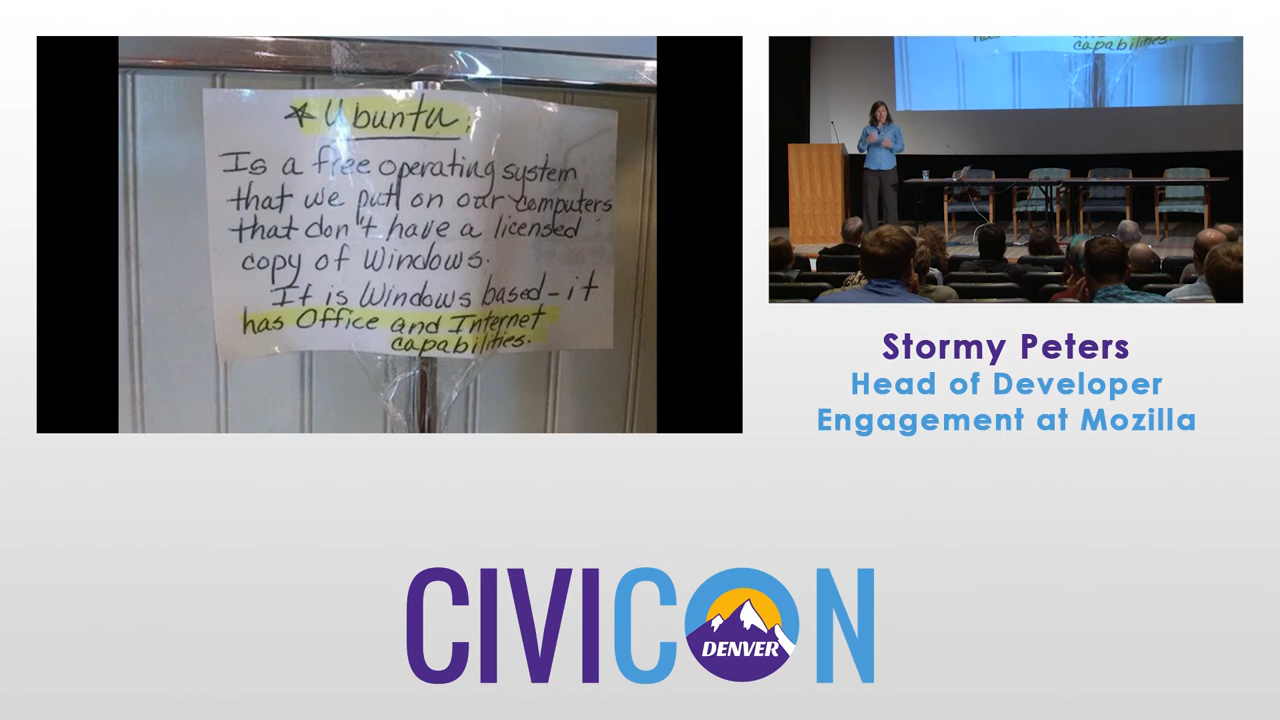 ★ Ubuntu:
Is a free operating system
that we put on our computers
that don't have a licensed
copy of Windows.
It is Windows based - it
has Office and Internet
capabilities.
capabilities.
Stormy Peters
Head of Developer
Engagement at Mozilla
CIVICON
DENVER